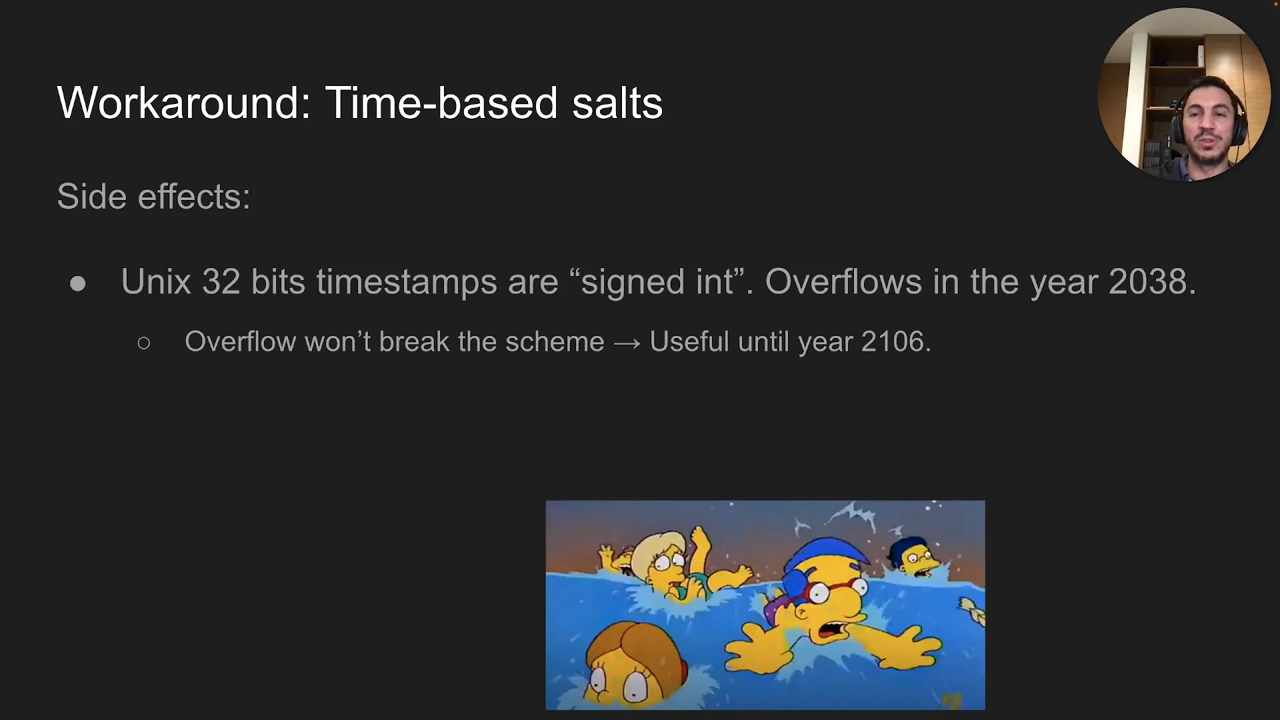 Workaround: Time-based salts
Side effects:
● Unix 32 bits timestamps are “signed int”. Overflows in the year 2038.
○ Overflow won’t break the scheme → Useful until year 2106.